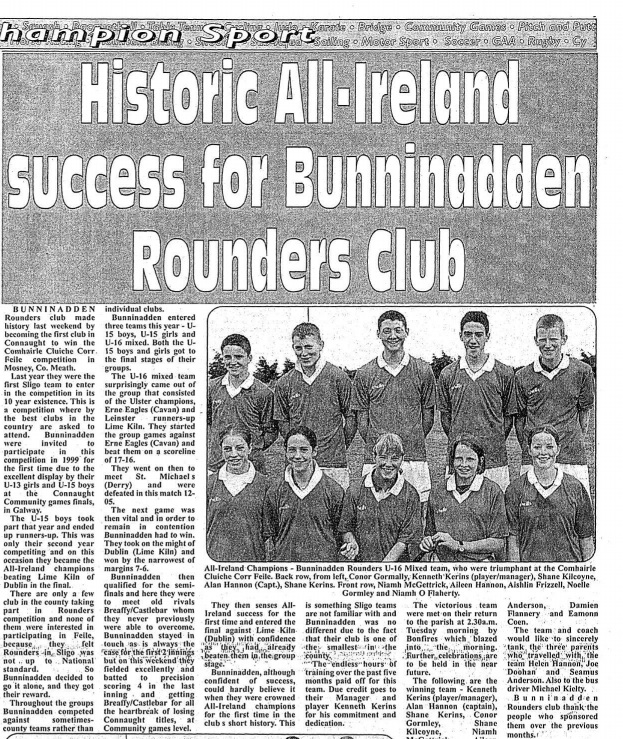 Squash • Racquetball • Table Tennis • Cycling • Judo • Karate • Bridge • Community Games • Pitch and Putt
hampion Sport
Sailing • Motor Sport • Soccer • GAA • Rugby • Cy
Historic All-Ireland
success for Bunninadden
Rounders Club
BUNNINADDEN
Rounders club made
history last weekend by
becoming the first club in
Connaught to win the
Comhairle Cluiche Corr
Feile competition in
Mosney, Co. Meath.
Last year they were the
first Sligo team to enter
in the competition in its
10 year existence. This is
a competition where by
the best clubs in the
country are asked to
attend. Bunninadden
were invited to
participate in this
competition in 1999 for
the first time due to the
excellent display by their
U-13 girls and U-15 boys
at the Connaught
Community games finals,
in Galway.
The U-15 boys took
part that year and ended
up runners-up. This was
only their second year
competiting and on this
occasion they became the
All-Ireland champions
beating Lime Kiln of
Dublin in the final.
There are only a few
club in the county taking
part in Rounders
competition and none of
them were interested in
participating in Feile,
because they felt
Rounders in Sligo was
not up to National
standard. So
Bunninadden decided to
go it alone, and they got
their reward.
Throughout the groups
Bunninadden competed
against sometimes-
county teams rather than
individual clubs.
Bunninadden entered
three teams this year - U-
15 boys, U-15 girls and
U-16 mixed. Both the U-
15 boys and girls got to
the final stages of their
groups.
The U-16 mixed team
surprisingly came out of
the group that consisted
of the Ulster champions,
Erne Eagles (Cavan) and
Leinster runners-up
Lime Kiln. They started
the group games against
Erne Eagles (Cavan) and
beat them on a scoreline
of 17-16.
They went on then to
meet St. Michael s
(Derry) and were
defeated in this match 12-
05.
The next game was
then vital and in order to
remain in contention
Bunninadden had to win.
They took on the might of
Dublin (Lime Kiln) and
won by the narrowest of
margins 7-6.
Bunninadden then
qualified for the semi-
finals and here they were
to meet old rivals
Breaffy/Castlebar whom
they never previously
were able to overcome.
Bunninadden stayed in
touch as is always the
case for the first 2 innings
but on this weekend they
fielded excellently and
batted to precision
scoring 4 in the last
inning and getting
Breaffy/Castlebar for all
the heartbreak of losing
Connaught titles, at
Community games level.
All-Ireland Champions - Bunninadden Rounders U-16 Mixed team, who were triumphant at the Comhairle
Cluiche Corr Feile. Back row, from left, Conor Gormally, Kenneth Kerins (player/manager), Shane Kilcoyne,
Alan Hannon (Capt.), Shane Kerins. Front row, Niamh McGettrick, Aileen Hannon, Aishlin Frizzell, Noelle
Gormley and Niamh O Flaherty.
They then senses All-
Ireland success for the
first time and entered the
final against Lime Kiln
(Dublin) with confidence
as they had already
beaten them in the group
stage.
Bunninadden, although
confident of success,
could hardly believe it
when they were crowned
All-Ireland champions
for the first time in the
club s short history. This
is something Sligo teams
are not familiar with and
Bunninadden was no
different due to the fact
that their club is one of
the smallest in the
county.
The endless hours of
training over the past five
months paid off for this
team. Due credit goes to
their Manager and
player Kenneth Kerins
for his commitment and
dedication.
The victorious team
were met on their return
to the parish at 2.30a.m.
Tuesday morning by
Bonfires which blazed
into the morning.
Further celebrations are
to be held in the near
future.
The following are the
winning team - Kenneth
Kerins (player/manager),
Alan Hannon (captain),
Shane Kerins, Conor
Gormley, Shane
Kilcoyne, Niamh
Anderson, Damien
Flannery and Eamonn
Coen.
The team and coach
would like to sincerely
tank the three parents
who travelled with the
team Helen Hannon, Joe
Doohan and Seamus
Anderson. Also to the bus
driver Michael Kielty.
Bunninadden
Rounders club thank the
people who sponsored
them over the previous
months.